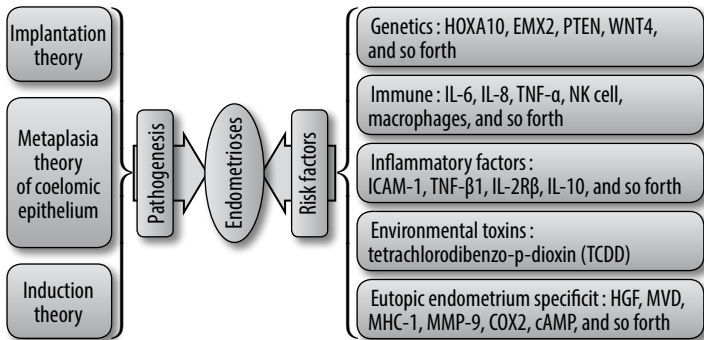 Implantation
theory
Metaplasia
theory
of coelomic
epithelium
Induction
theory
Pathogenesis
Endometrioses
Risk factors
Genetics : HOXA10, EMX2, PTEN, WNT4,
and so forth
Immune : IL-6, IL-8, TNF-α, NK cell,
macrophages, and so forth
Inflammatory factors :
ICAM-1, TNF-β1, IL-2Rβ, IL-10, and so forth
Environmental toxins :
tetrachlorodibenzo-p-dioxin (TCDD)
Eutopic endometrium specificit : HGF, MVD,
MHC-1, MMP-9, COX2, cAMP, and so forth